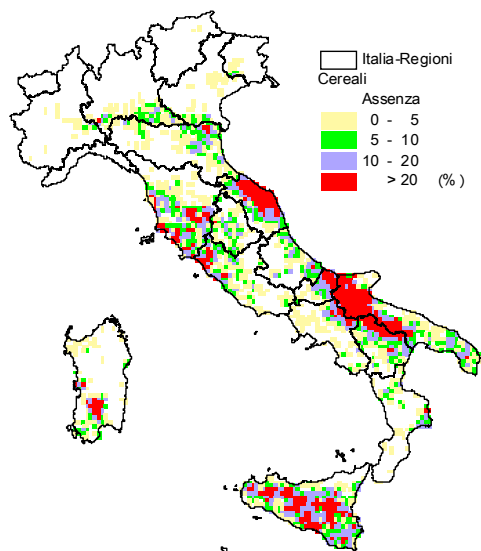 Italia-Regioni
Cereali
Assenza
0 - 5
5 - 10
10 - 20
> 20 (%)